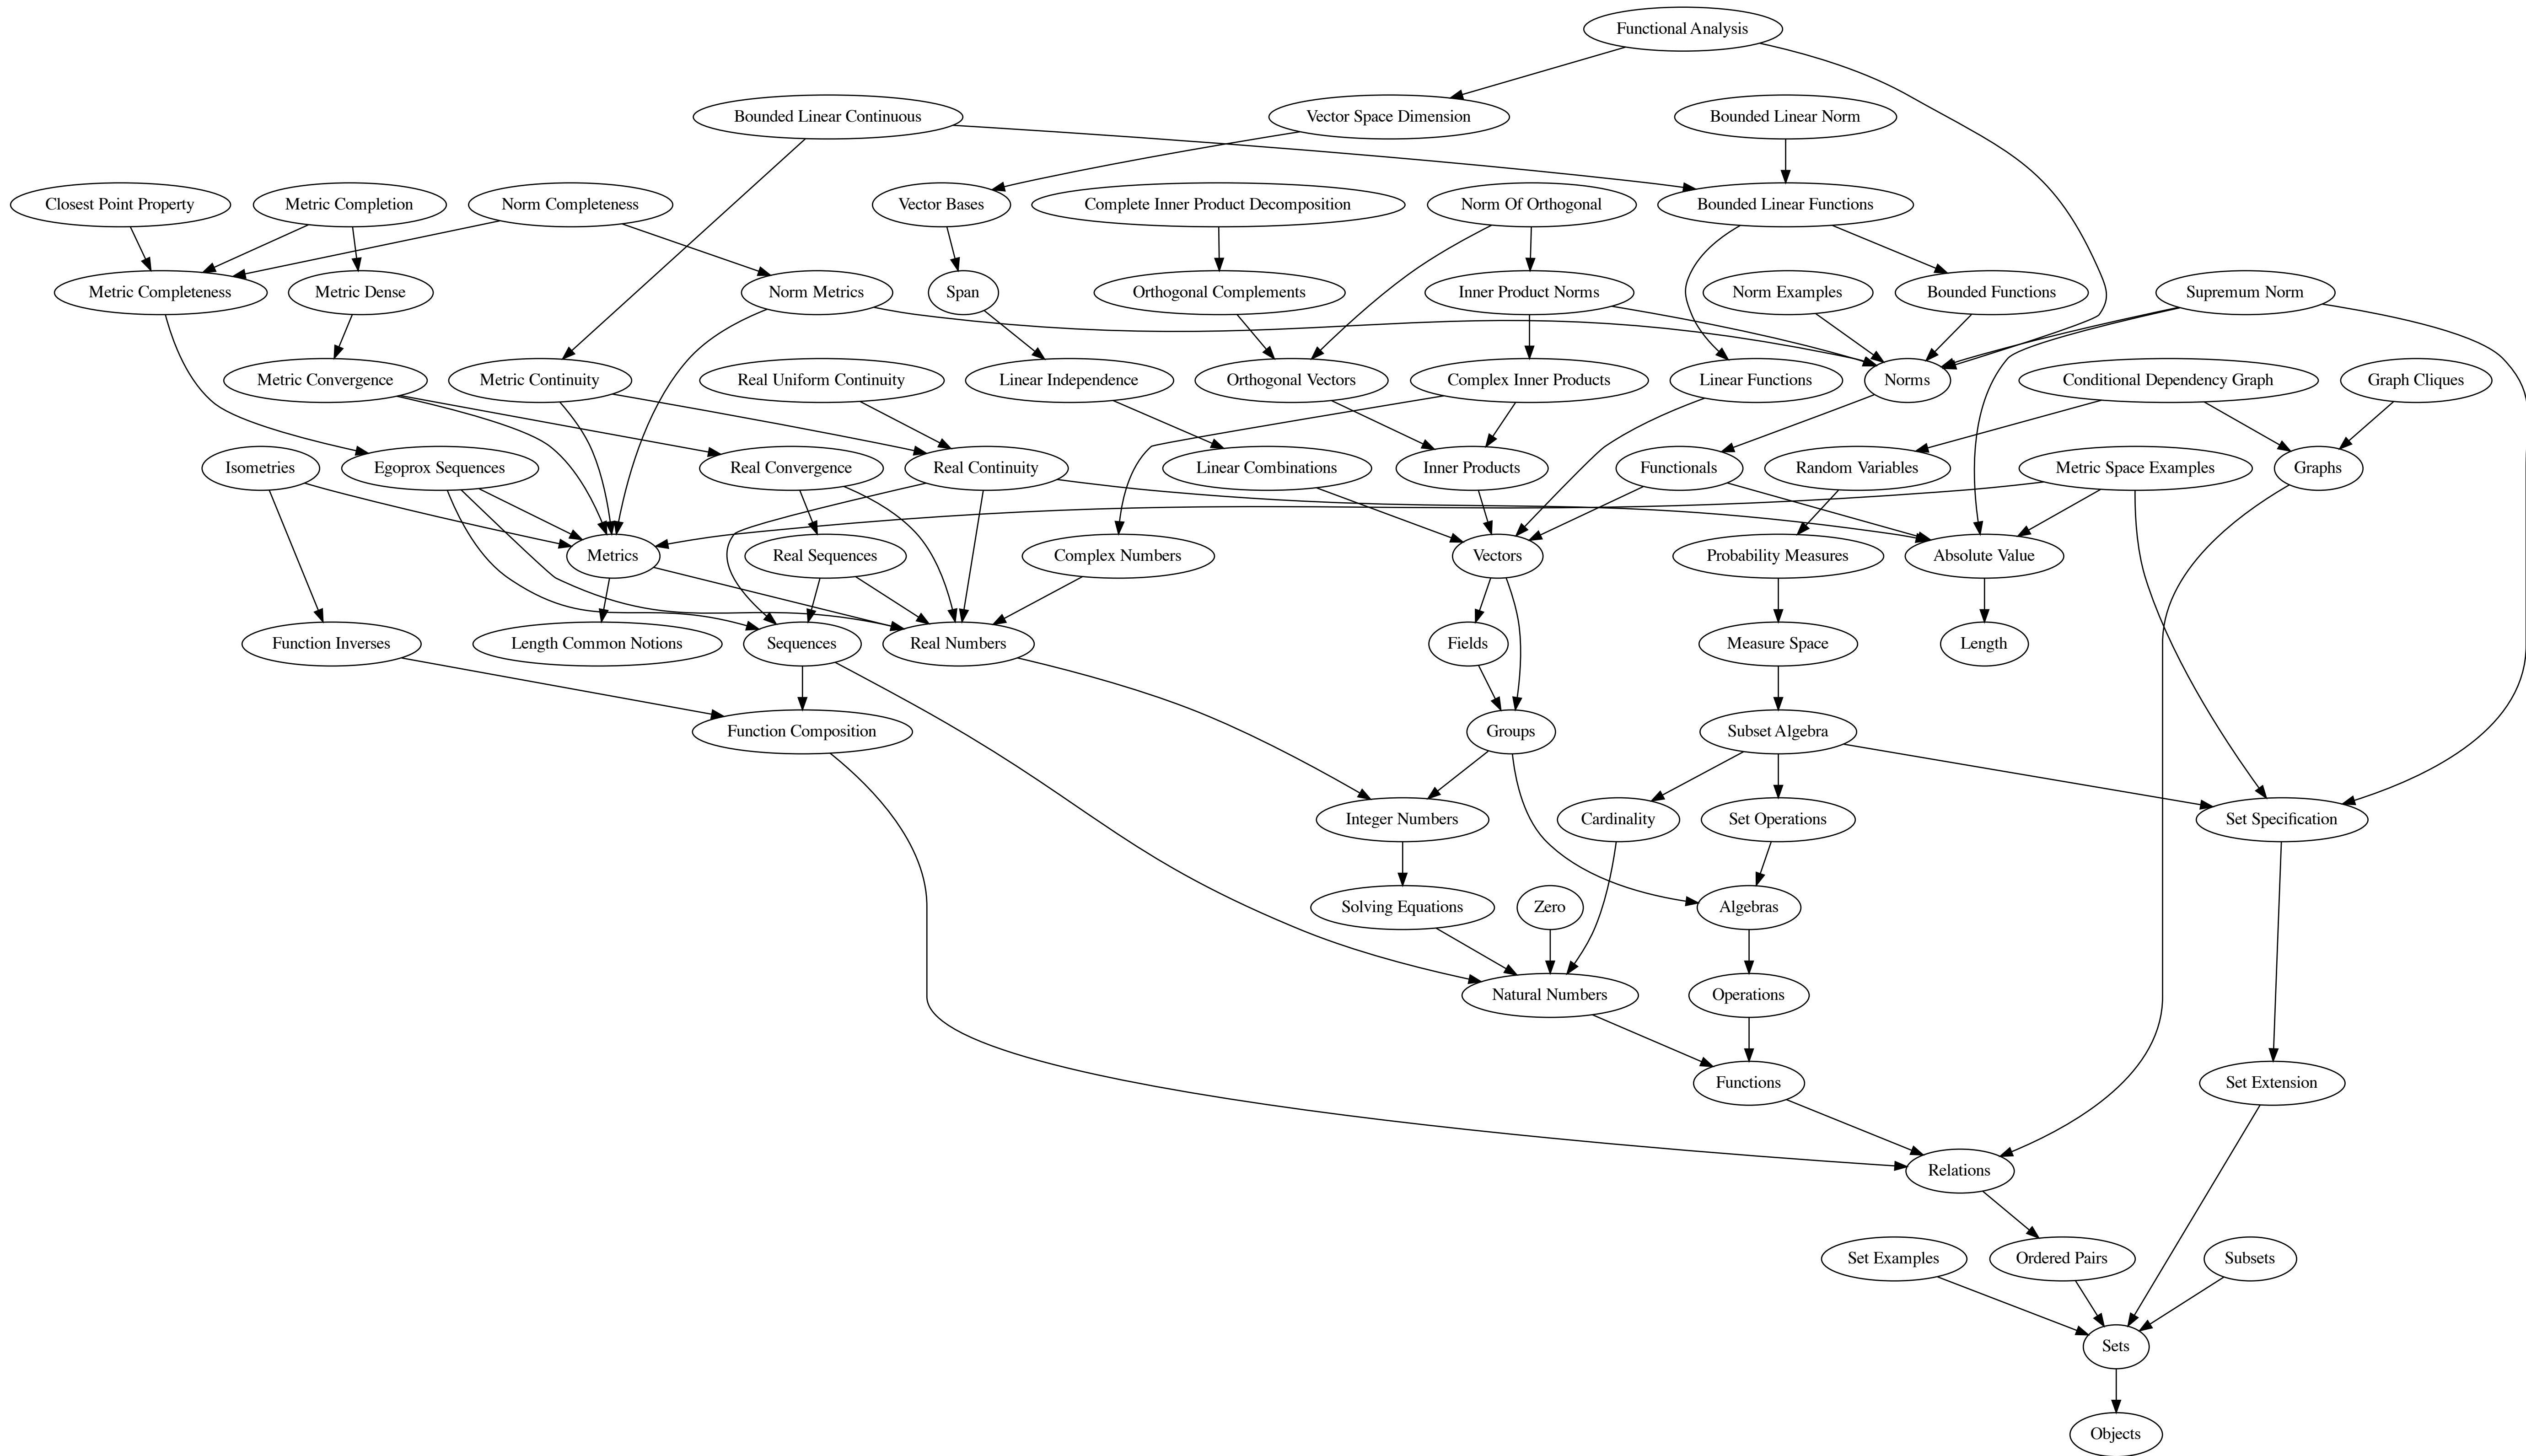 Functional Analysis
Bounded Linear Continuous
Vector Space Dimension
Bounded Linear Norm
Closest Point Property
Metric Completion
Norm Completeness
Vector Bases
Complete Inner Product Decomposition
Norm Of Orthogonal
Bounded Linear Functions
Metric Completeness
Metric Dense
Norm Metrics
Span
Orthogonal Complements
Inner Product Norms
Norm Examples
Bounded Functions
Supremum Norm
Metric Convergence
Metric Continuity
Real Uniform Continuity
Linear Independence
Orthogonal Vectors
Complex Inner Products
Linear Functions
Norms
Conditional Dependency Graph
Graph Cliques
Isometries
Egoprox Sequences
Real Convergence
Real Continuity
Linear Combinations
Inner Products
Functionals
Random Variables
Metric Space Examples
Graphs
Metrics
Real Sequences
Complex Numbers
Vectors
Probability Measures
Absolute Value
Function Inverses
Length Common Notions
Sequences
Real Numbers
Fields
Measure Space
Length
Function Composition
Groups
Subset Algebra
Integer Numbers
Cardinality
Set Operations
Set Specification
Solving Equations
Zero
Algebras
Natural Numbers
Operations
Functions
Set Extension
Relations
Set Examples
Ordered Pairs
Subsets
Sets
Objects